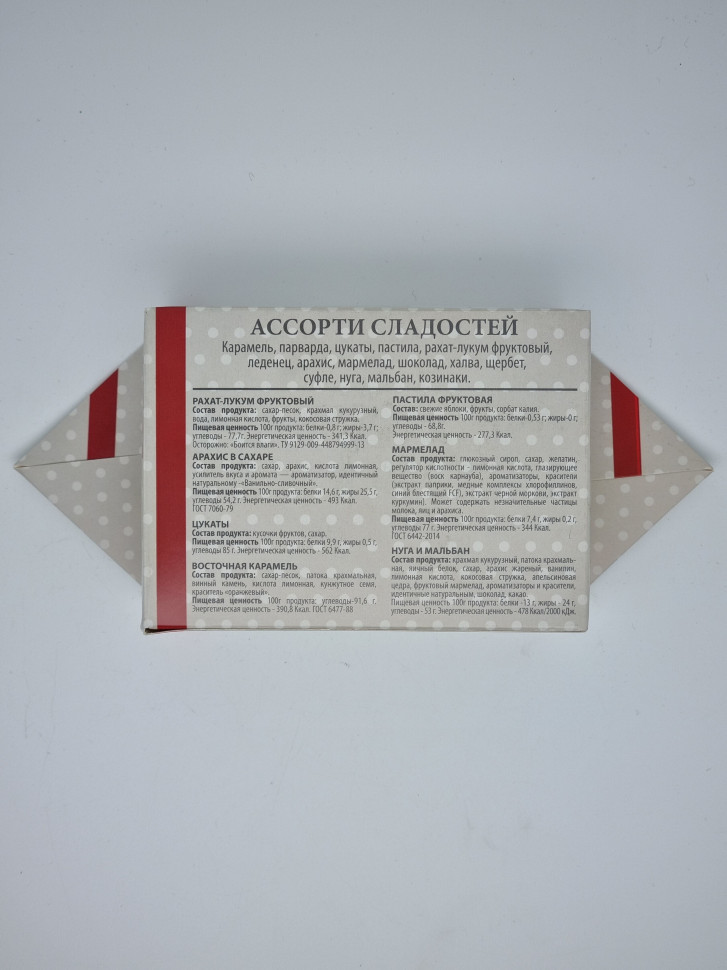 АССОРТИ СЛАДОСТЕЙ
Карамель, парварда, цукаты, пастила, рахат-лукум фруктовый,
леденец, арахис, мармелад, шоколад, халва, щербет,
суфле, нуга, мальбан, козинаки.
РАХАТ-ЛУКУМ ФРУКТОВЫЙ
Состав продукта: сахар-песок, крахмал кукурузный,
вода, лимонная кислота, фрукты, кокосовая стружка.
Пищевая ценность 100г продукта: белки-0,8 г; жиры-3,7 г;
углеводы - 77,7г. Энергетическая ценность - 341,3 Ккал.
Осторожно: «Боится влаги». ТУ 9129-009-448794999-13
АРАХИС В САХАРЕ
Состав продукта: сахар, арахис, кислота лимонная,
усилитель вкуса и аромата — ароматизатор, идентичный
натуральному -«Ванильно-сливочный».
Пищевая ценность 100г продукта: белки 14,6 г, жиры 25,5 г,
углеводы 54,2 г. Энергетическая ценность - 493 Ккал.
ГОСТ 7060-79
ЦУКАТЫ
Состав продукта: кусочки фруктов, сахар.
Пищевая ценность 100г продукта: белки 9,9 г, жиры 0,5 г,
углеводы 85 г. Энергетическая ценность - 562 Ккал.
ВОСТОЧНАЯ КАРАМЕЛЬ
Состав продукта: сахар-песок, патока крахмальная,
винный камень, кислота лимонная, кунжутное семя,
краситель «оранжевый».
Пищевая ценность 100г продукта: углеводы-91,6 г.
Энергетическая ценность - 390,8 Ккал. ГОСТ 6477-88
ПАСТИЛА ФРУКТОВАЯ
Состав: свежие яблоки, фрукты, сорбат калия.
Пищевая ценность 100г продукта: белки-0,53 г; жиры-0 г;
углеводы - 68,8г.
Энергетическая ценность - 277,3 Ккал.
МАРМЕЛАД
Состав продукта: глюкозный сироп, сахар, желатин,
регулятор кислотности - лимонная кислота, глазирующее
вещество (воск карнауба), ароматизаторы, красители
(экстракт паприки, медные комплексы хлорофиллинов,
синий блестящий FCF), экстракт черной моркови, экстракт
куркумин). Может содержать незначительные частицы
молока, яиц и арахиса.
Пищевая ценность 100г продукта: белки 7,4 г, жиры 0,2 г,
углеводы 77 г. Энергетическая ценность - 344 Ккал.
ГОСТ 6442-2014
НУГА И МАЛЬБАН
Состав продукта: крахмал кукурузный, патока крахмаль-
ная, яичный белок, сахар, арахис жареный, ванилин,
лимонная кислота, кокосовая стружка, апельсиновая
цедра, фруктовый мармелад, ароматизаторы и красители,
идентичные натуральным, шоколад, какао.
Пищевая ценность 100г продукта: белки -13 г, жиры - 24 г,
углеводы - 53 г. Энергетическая ценность - 478 Ккал/2000 кДж.